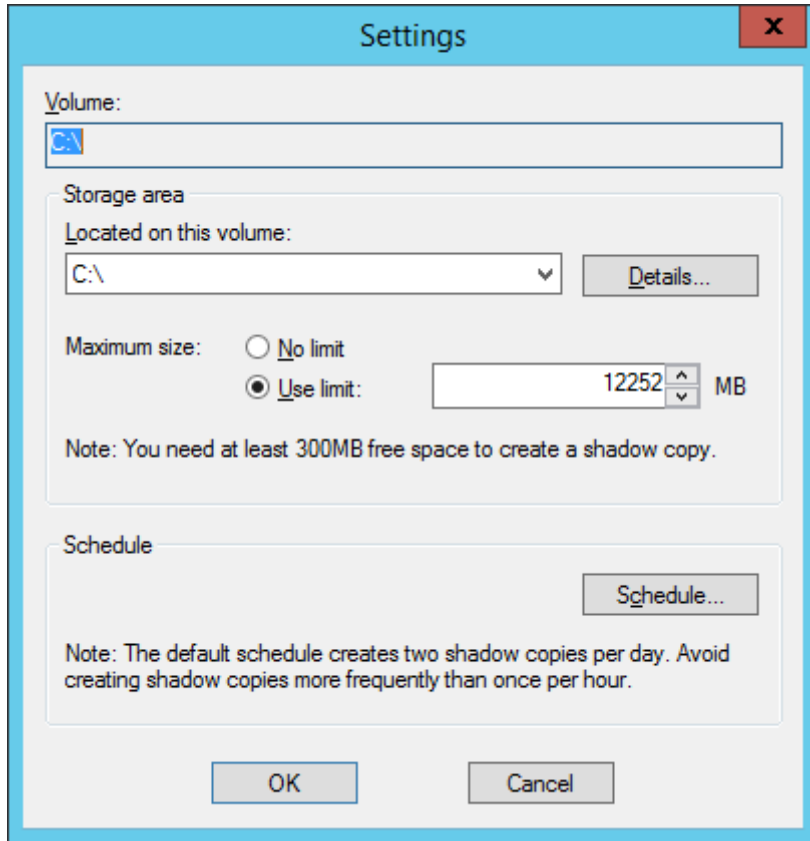 Settings
x
Volume:
C:\
Storage area
Located on this volume:
C:\
Details...
Maximum size:
No limit
Use limit:
12252
MB
Note: You need at least 300MB free space to create a shadow copy.
Schedule
Schedule...
Note: The default schedule creates two shadow copies per day. Avoid
creating shadow copies more frequently than once per hour.
OK
Cancel